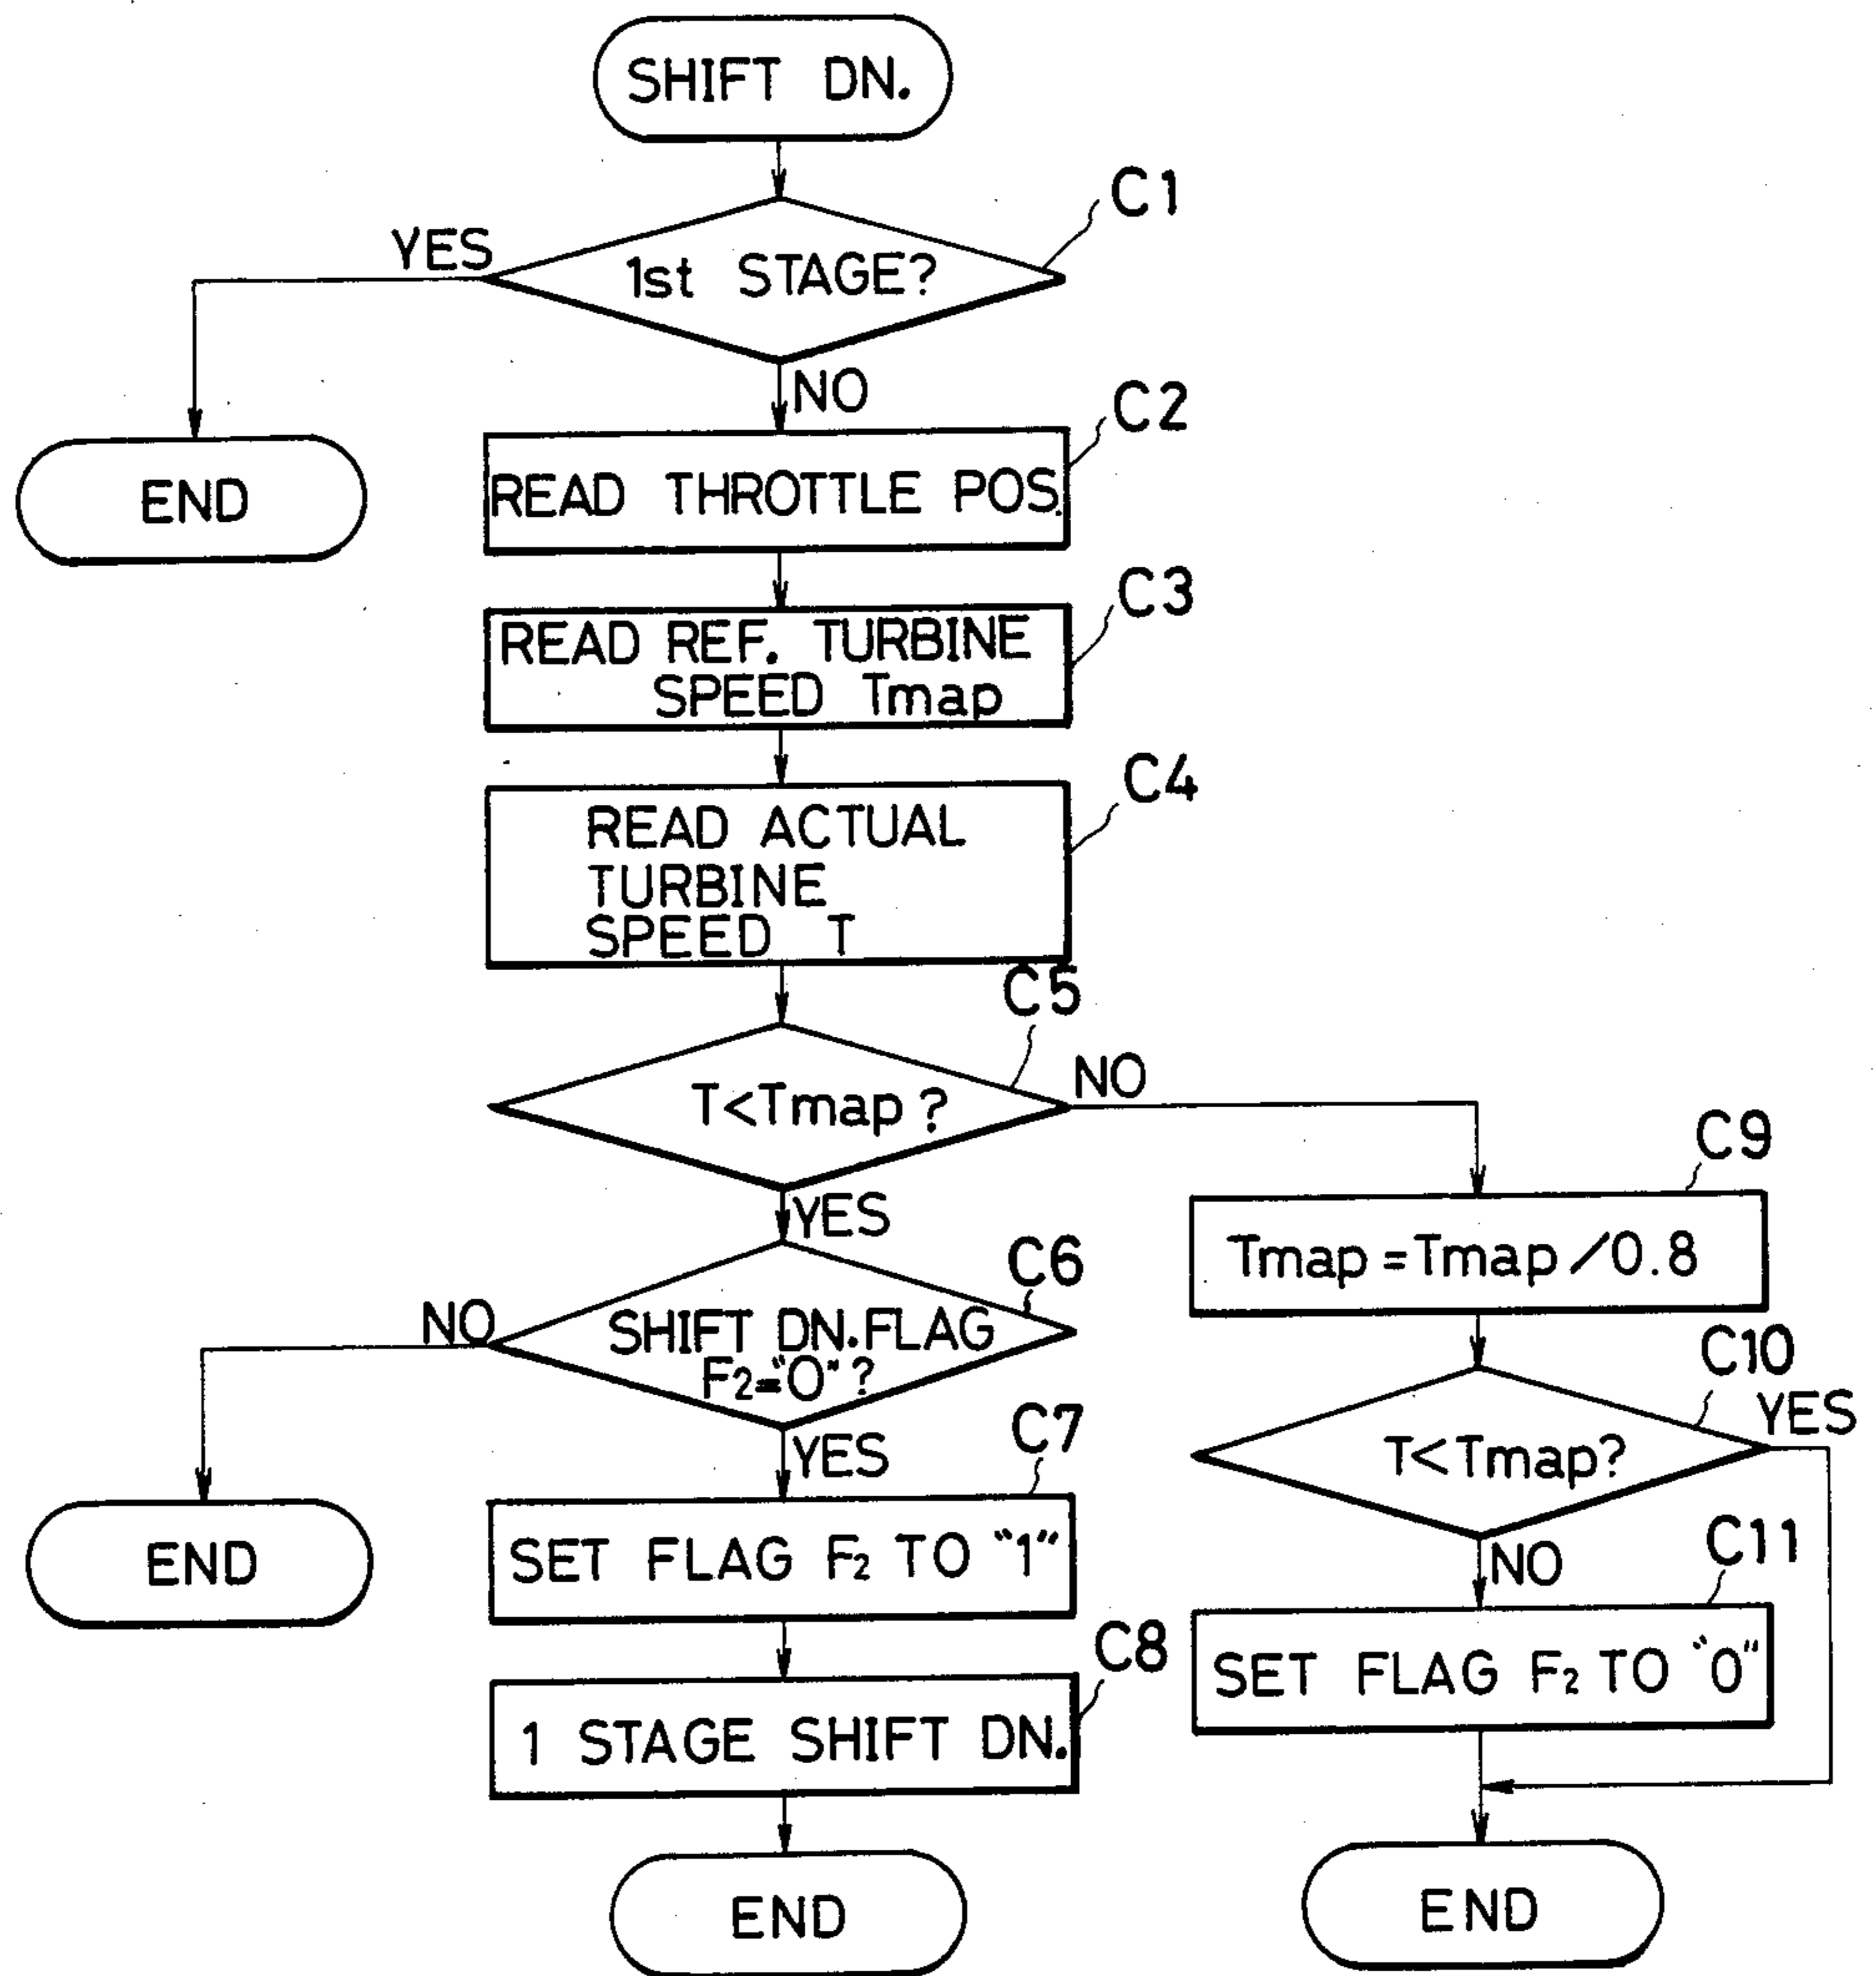 SHIFT DN.
C1
YES
1st STAGE?
NO
C2
END
READ THROTTLE POS.
C3
READ REF. TURBINE
SPEED Tmap
C4
READ ACTUAL
TURBINE
SPEED T
C5
T<Tmap?
NO
C9
YES
Tmap=Tmap/0.8
C6
NO
SHIFT DN.FLAG
F2="0"?
C10
YES
C7
YES
T<Tmap?
END
SET FLAG F2 TO "1"
C11
NO
C8
SET FLAG F2 TO "0"
1 STAGE SHIFT DN.
END
END